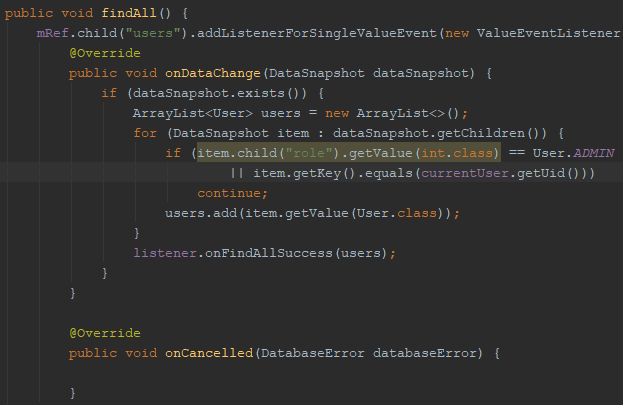 public void findAll() {
    mRef.child("users").addListenerForSingleValueEvent(new ValueEventListener
        @Override
        public void onDataChange(DataSnapshot dataSnapshot) {
            if (dataSnapshot.exists()) {
                ArrayList<User> users = new ArrayList<>();
                for (DataSnapshot item : dataSnapshot.getChildren()) {
                    if (item.child("role").getValue(int.class) == User.ADMIN
                            || item.getKey().equals(currentUser.getUid()))
                        continue;
                    users.add(item.getValue(User.class));
                }
                listener.onFindAllSuccess(users);
            }
        }

        @Override
        public void onCancelled(DatabaseError databaseError) {

        }